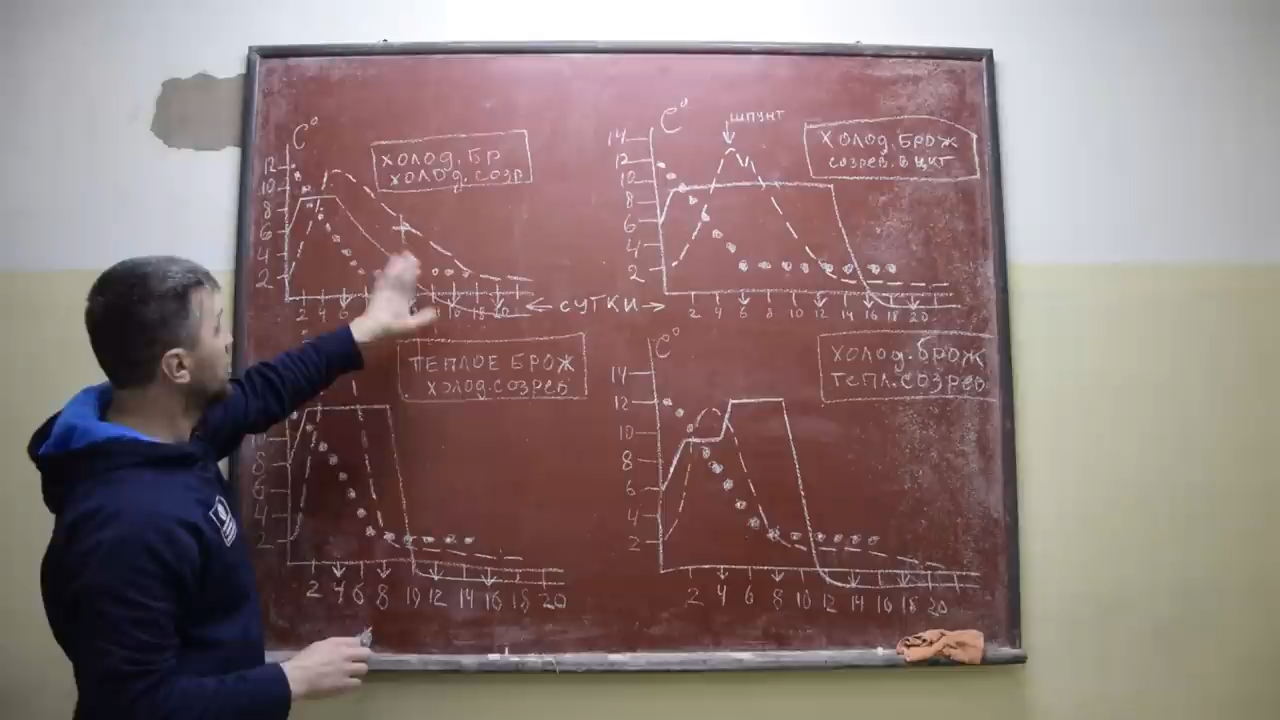 C°
12
10
8
6
4
2
ХОЛОД. БР
ХОЛОД. СОЗР
2 4 6
16 18 20
← СУТКИ →
C°
14
12
10
8
6
4
2
шпунт
ХОЛОД. БРОЖ
СОЗРЕВ. В ЦКТ
2 4 6 8 10 12 14 16 18 20
ТЕПЛОЕ БРОЖ
ХОЛОД. СОЗРЕВ
8
6
4
2
2 4 6 8 10 12 14 16 18 20
C°
14
12
10
8
6
4
2
ХОЛОД. БРОЖ
ТЕПЛ. СОЗРЕВ
2 4 6 8 10 12 14 16 18 20